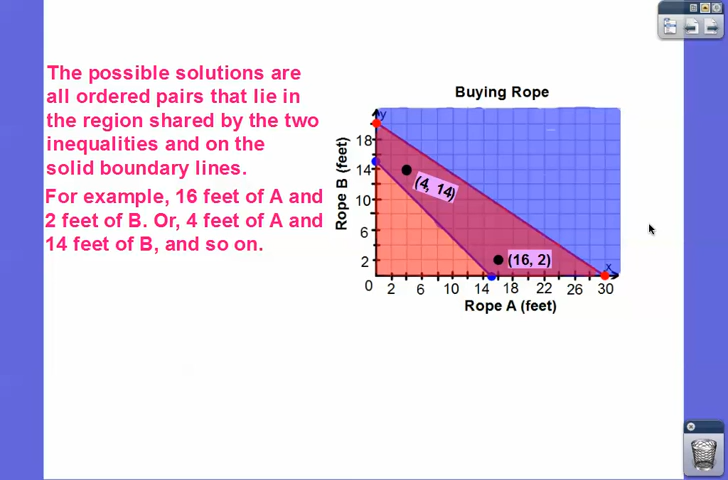 The possible solutions are
all ordered pairs that lie in
the region shared by the two
inequalities and on the
solid boundary lines.
For example, 16 feet of A and
2 feet of B. Or, 4 feet of A and
14 feet of B, and so on.
Buying Rope
y
18
14
10
6
2
Rope B (feet)
(4, 14)
(16, 2)
x
0 2 6 10 14 18 22 26 30
Rope A (feet)